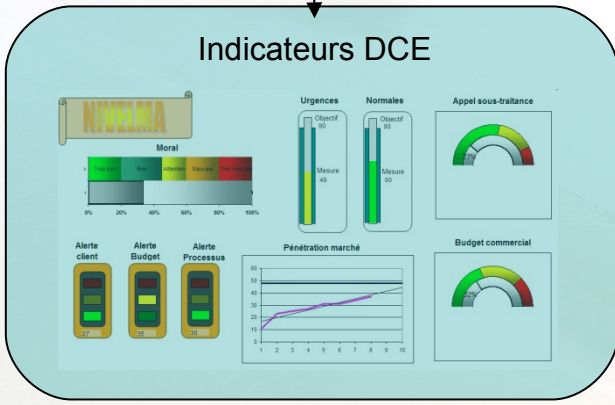 Indicateurs DCE
NIVELMA
Urgences
Normales
Appel sous-traitance
Objectif
90
Objectif
90
Moral
Très bon
Bon
Attention
Mauvais
Mesure
49
Mesure
60
0%
20%
40%
60%
80%
100%
Alerte
client
Alerte
Budget
Alerte
Processus
Pénétration marché
Budget commercial
60
50
40
30
20
10
0
1 2 3 4 5 6 7 8 9 10
27
30